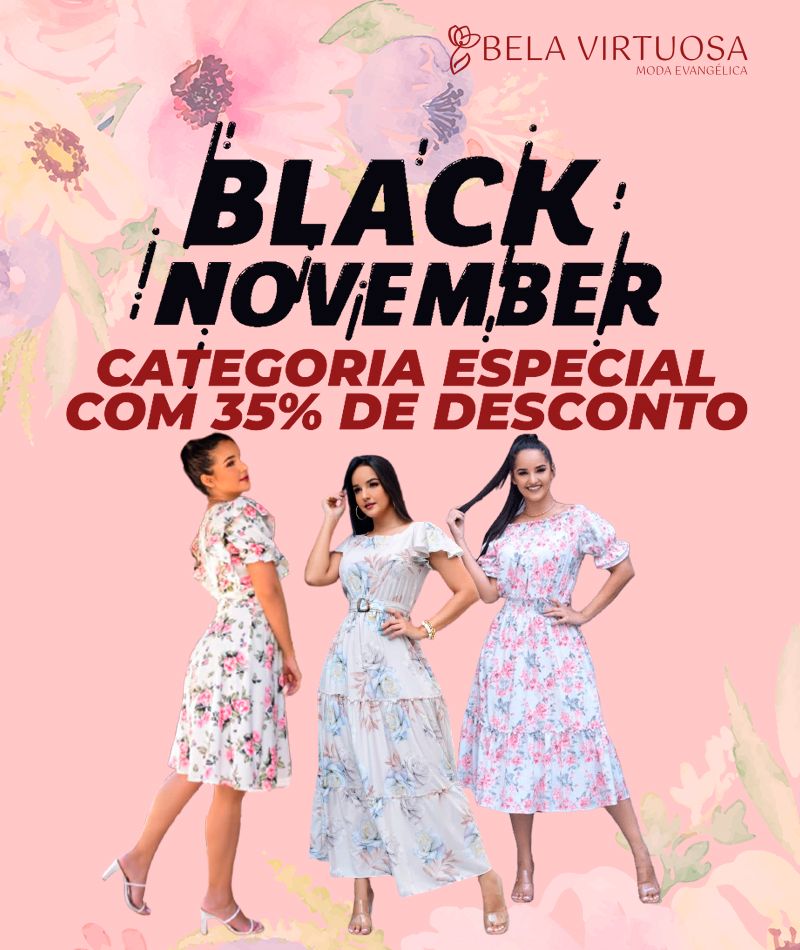 BELA VIRTUOSA
MODA EVANGÉLICA
BLACK
NOVEMBER
CATEGORIA ESPECIAL
COM 35% DE DESCONTO